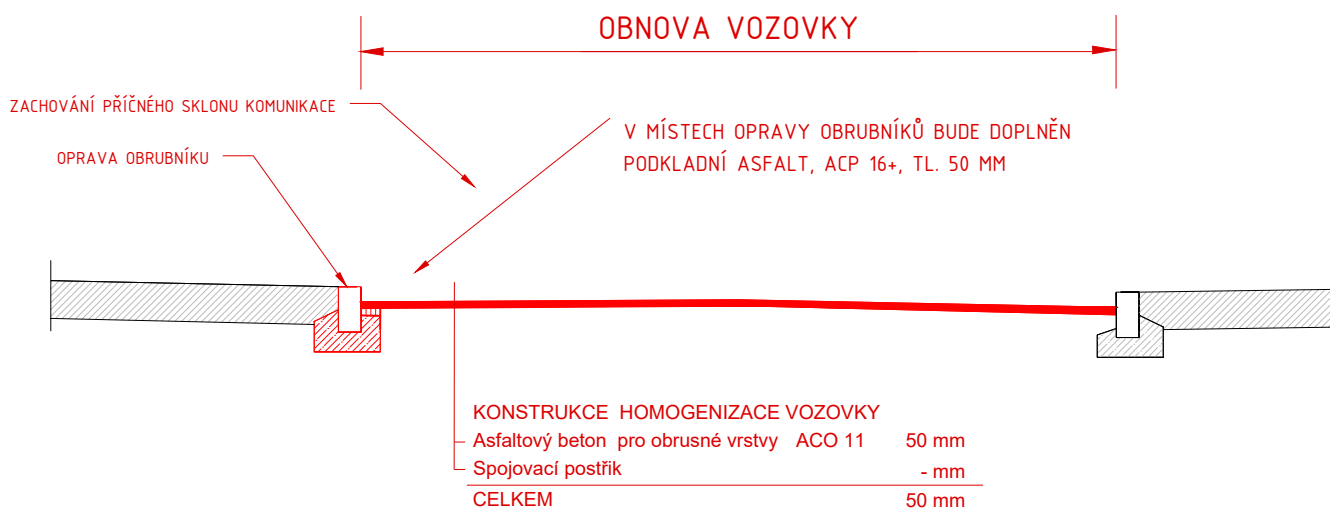 OBNOVA VOZOVKY
ZACHOVÁNÍ PŘÍČNÉHO SKLONU KOMUNIKACE
OPRAVA OBRUBNÍKU
V MÍSTECH OPRAVY OBRUBNÍKŮ BUDE DOPLNĚN
PODKLADNÍ ASFALT, ACP 16+, TL. 50 MM
KONSTRUKCE HOMOGENIZACE VOZOVKY
Asfaltový beton pro obrusné vrstvy ACO 11 50 mm
Spojovací postřik - mm
CELKEM 50 mm